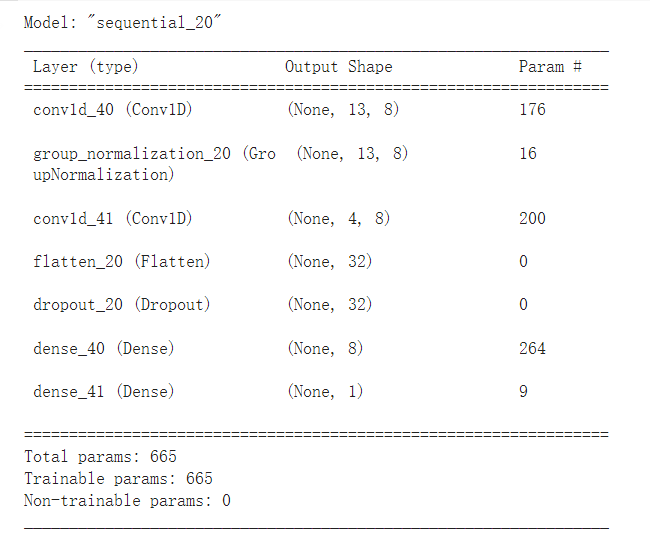 Model: "sequential_20"
_________________________________________________________________
Layer (type) Output Shape Param #
=================================================================
conv1d_40 (Conv1D) (None, 13, 8) 176
group_normalization_20 (Gro (None, 13, 8) 16
upNormalization)
conv1d_41 (Conv1D) (None, 4, 8) 200
flatten_20 (Flatten) (None, 32) 0
dropout_20 (Dropout) (None, 32) 0
dense_40 (Dense) (None, 8) 264
dense_41 (Dense) (None, 1) 9
=================================================================
Total params: 665
Trainable params: 665
Non-trainable params: 0
_________________________________________________________________